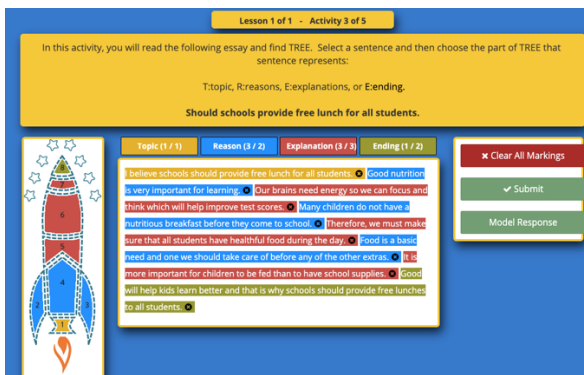 Lesson 1 of 1 - Activity 3 of 5
In this activity, you will read the following essay and find TREE. Select a sentence and then choose the part of TREE that
sentence represents:
T:topic, R:reasons, E:explanations, or E:ending.
Should schools provide free lunch for all students.
Topic (1 / 1)
Reason (3 / 2)
Explanation (3 / 3)
Ending (1 / 2)
I believe schools should provide free lunch for all students. Good nutrition
is very important for learning. Our brains need energy so we can focus and
think which will help improve test scores. Many children do not have a
nutritious breakfast before they come to school. Therefore, we must make
sure that all students have healthful food during the day. Food is a basic
need and one we should take care of before any of the other extras. It is
more important for children to be fed than to have school supplies. Good
will help kids learn better and that is why schools should provide free lunches
to all students.
Clear All Markings
Submit
Model Response
8
7
6
5
4
2
3
1